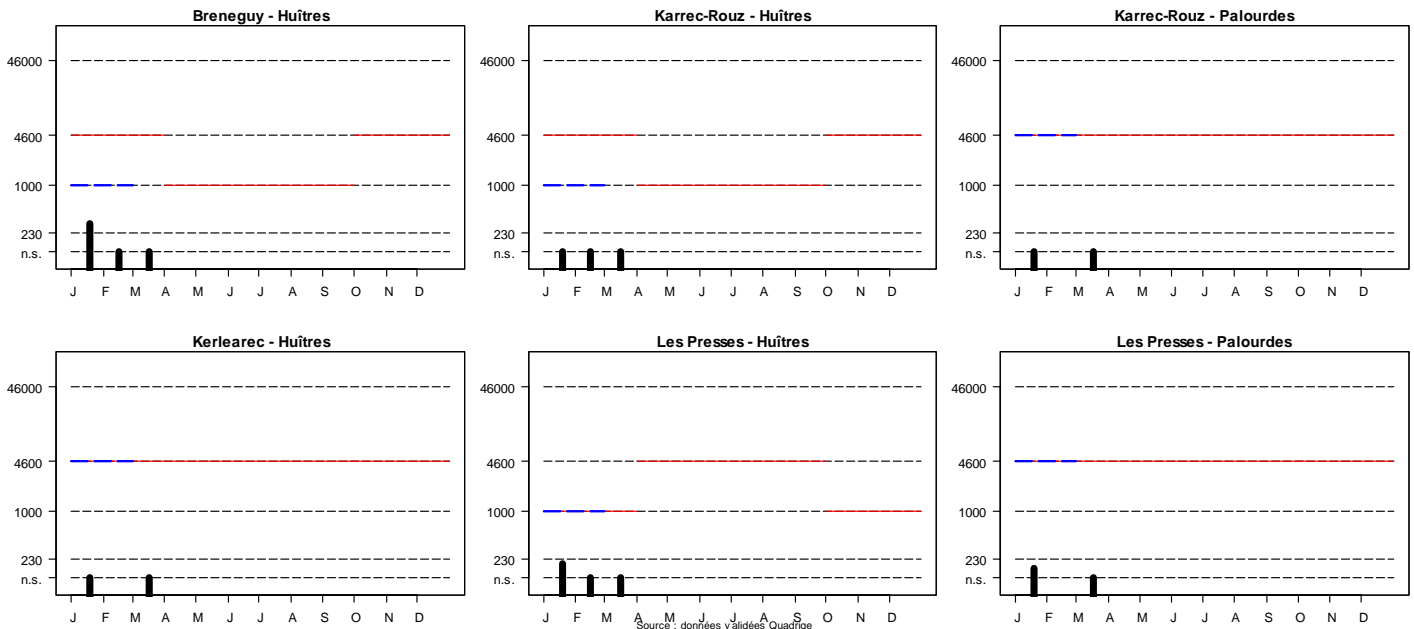 Breneguy - Huîtres
46000
4600
1000
230
n.s.
J F M A M J J A S O N D
Karrec-Rouz - Huîtres
46000
4600
1000
230
n.s.
J F M A M J J A S O N D
Karrec-Rouz - Palourdes
46000
4600
1000
230
n.s.
J F M A M J J A S O N D
Kerlearec - Huîtres
46000
4600
1000
230
n.s.
J F M A M J J A S O N D
Les Presses - Huîtres
46000
4600
1000
230
n.s.
J F M A M J J A S O N D
Les Presses - Palourdes
46000
4600
1000
230
n.s.
J F M A M J J A S O N D
Source : données validées Quadrige